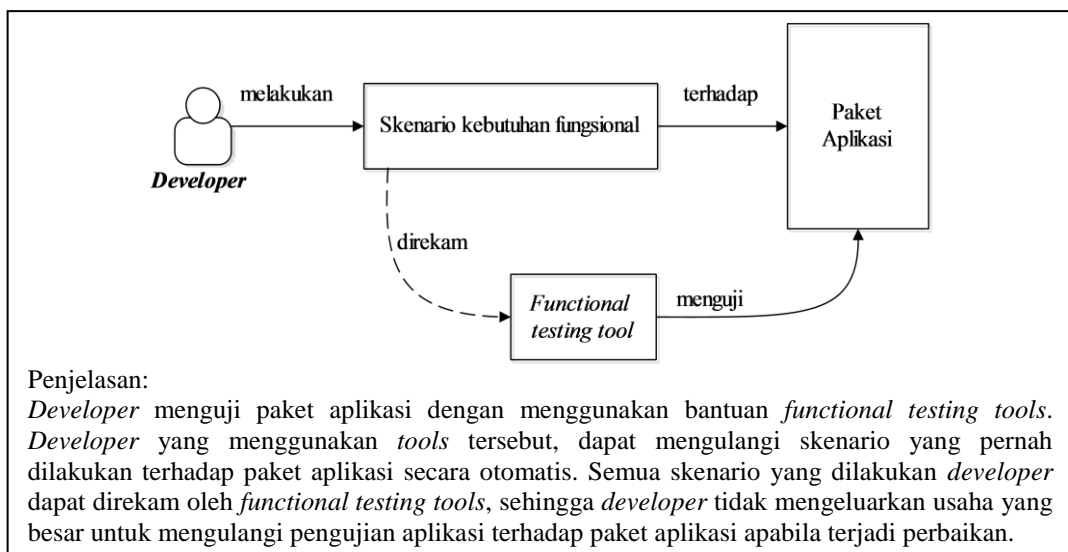 melakukan
terhadap
Skenario kebutuhan fungsional
Paket
Aplikasi
Developer
direkam
Functional
testing tool
menguji
Penjelasan:
Developer menguji paket aplikasi dengan menggunakan bantuan functional testing tools.
Developer yang menggunakan tools tersebut, dapat mengulangi skenario yang pernah
dilakukan terhadap paket aplikasi secara otomatis. Semua skenario yang dilakukan developer
dapat direkam oleh functional testing tools, sehingga developer tidak mengeluarkan usaha yang
besar untuk mengulangi pengujian aplikasi terhadap paket aplikasi apabila terjadi perbaikan.